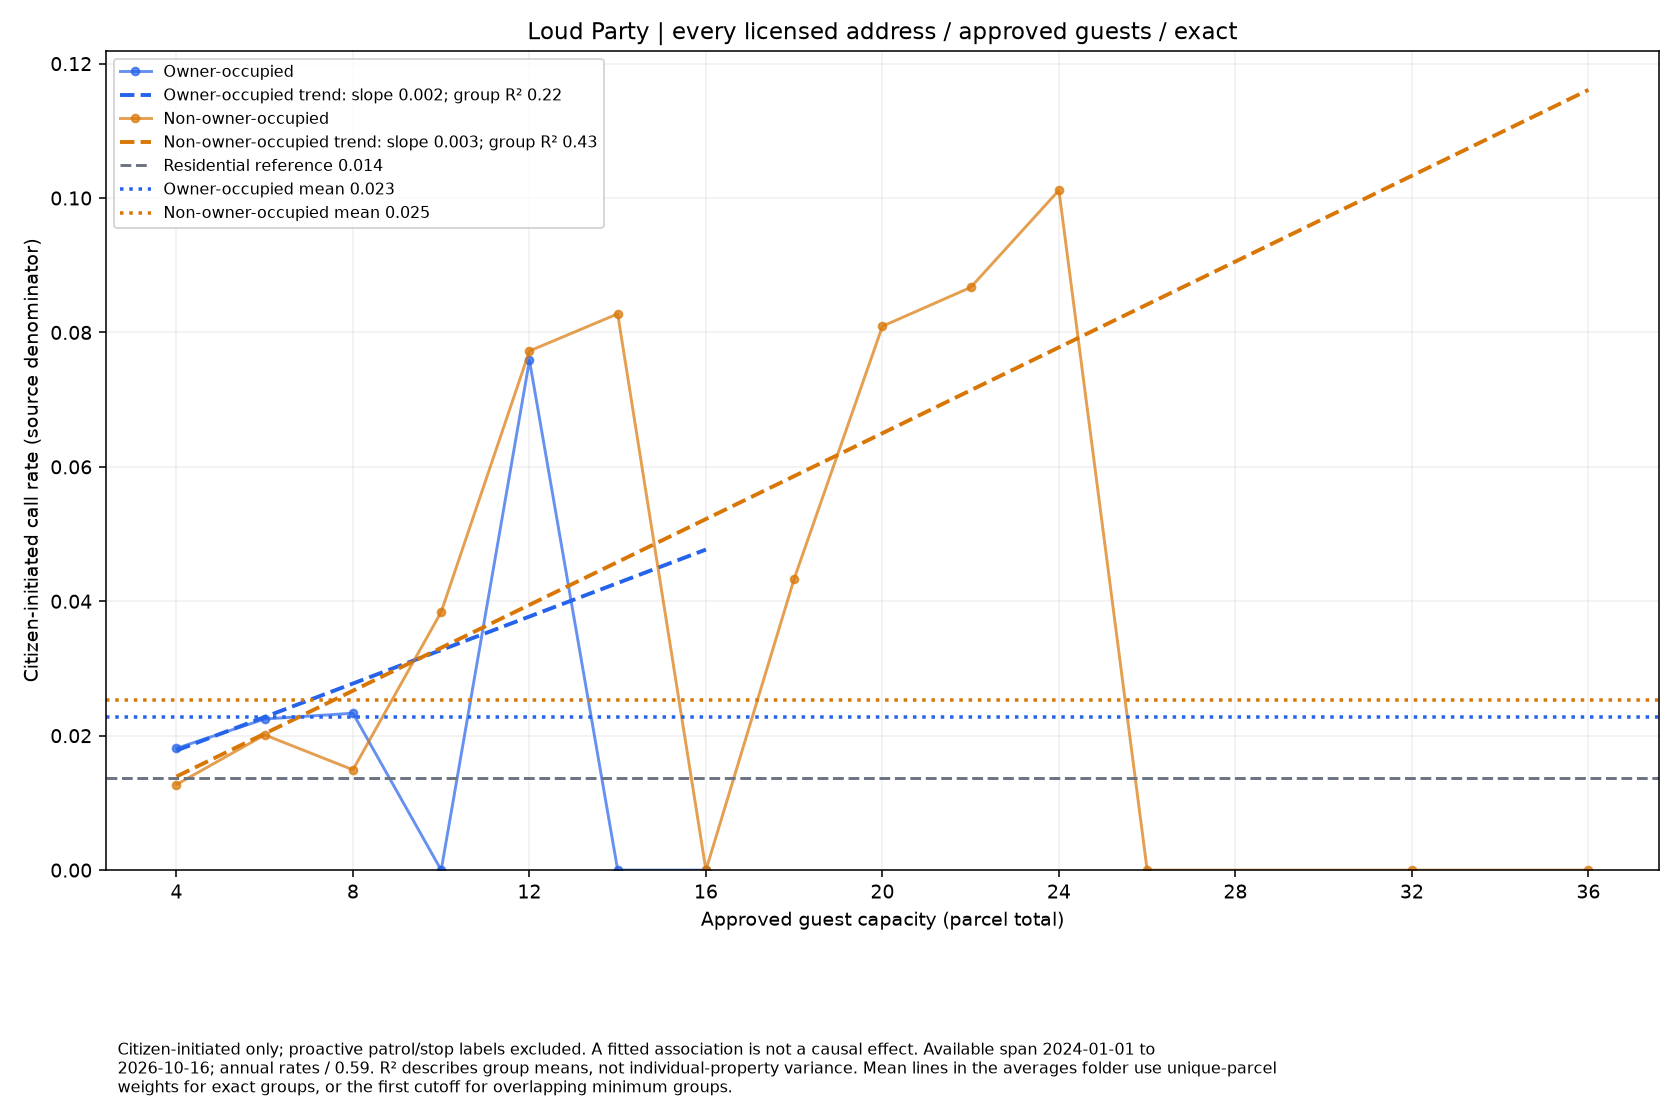 Loud Party | every licensed address / approved guests / exact
Owner-occupied
Owner-occupied trend: slope 0.002; group R² 0.22
Non-owner-occupied
Non-owner-occupied trend: slope 0.003; group R² 0.43
Residential reference 0.014
Owner-occupied mean 0.023
Non-owner-occupied mean 0.025
Citizen-initiated call rate (source denominator)
0.12
0.10
0.08
0.06
0.04
0.02
0.00
4 8 12 16 20 24 28 32 36
Approved guest capacity (parcel total)
Citizen-initiated only; proactive patrol/stop labels excluded. A fitted association is not a causal effect. Available span 2024-01-01 to
2026-10-16; annual rates / 0.59. R² describes group means, not individual-property variance. Mean lines in the averages folder use unique-parcel
weights for exact groups, or the first cutoff for overlapping minimum groups.